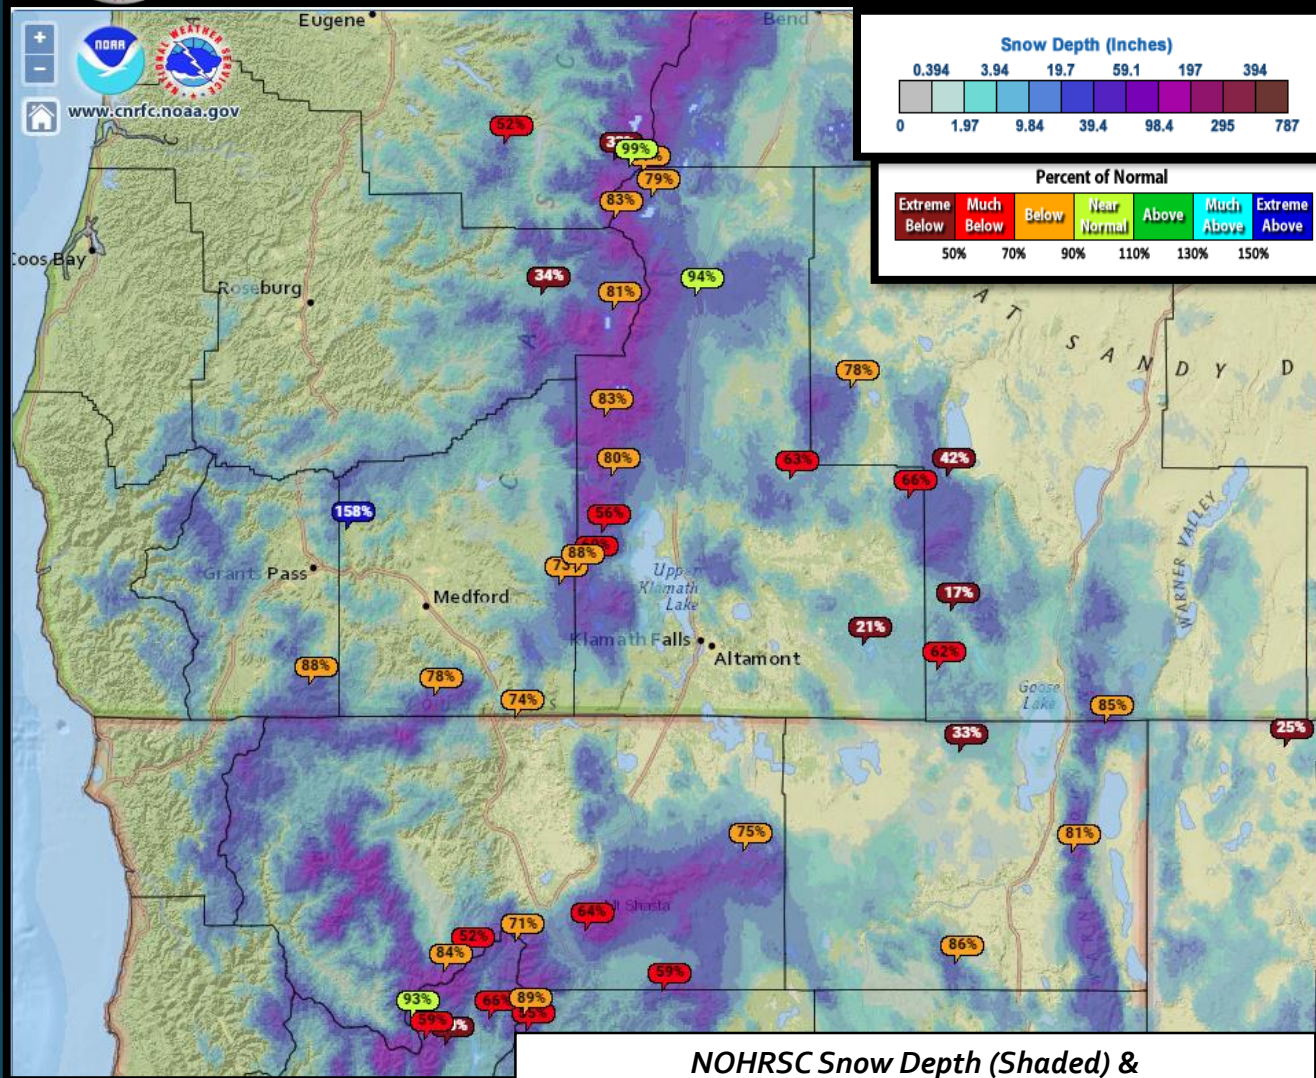 Eugene
Bend
+
−
NOAA
NATIONAL WEATHER SERVICE
www.cnrfc.noaa.gov
Snow Depth (Inches)
0.394 3.94 19.7 59.1 197 394
0 1.97 9.84 39.4 98.4 295 787
Percent of Normal
Extreme Below Much Below Below Near Normal Above Much Above Extreme Above
50% 70% 90% 110% 130% 150%
52%
99%
79%
83%
Coos Bay
34%
94%
81%
Roseburg
A T S A N D Y D
78%
83%
80%
63%
42%
66%
158%
56%
88%
Grants Pass
Upper Klamath Lake
WARNER VALLEY
Medford
17%
21%
Klamath Falls
Altamont
62%
88%
78%
74%
Goose Lake
85%
33%
25%
75%
81%
64%
Mt Shasta
71%
52%
84%
86%
59%
93%
66%
89%
59%
NOHRSC Snow Depth (Shaded) &